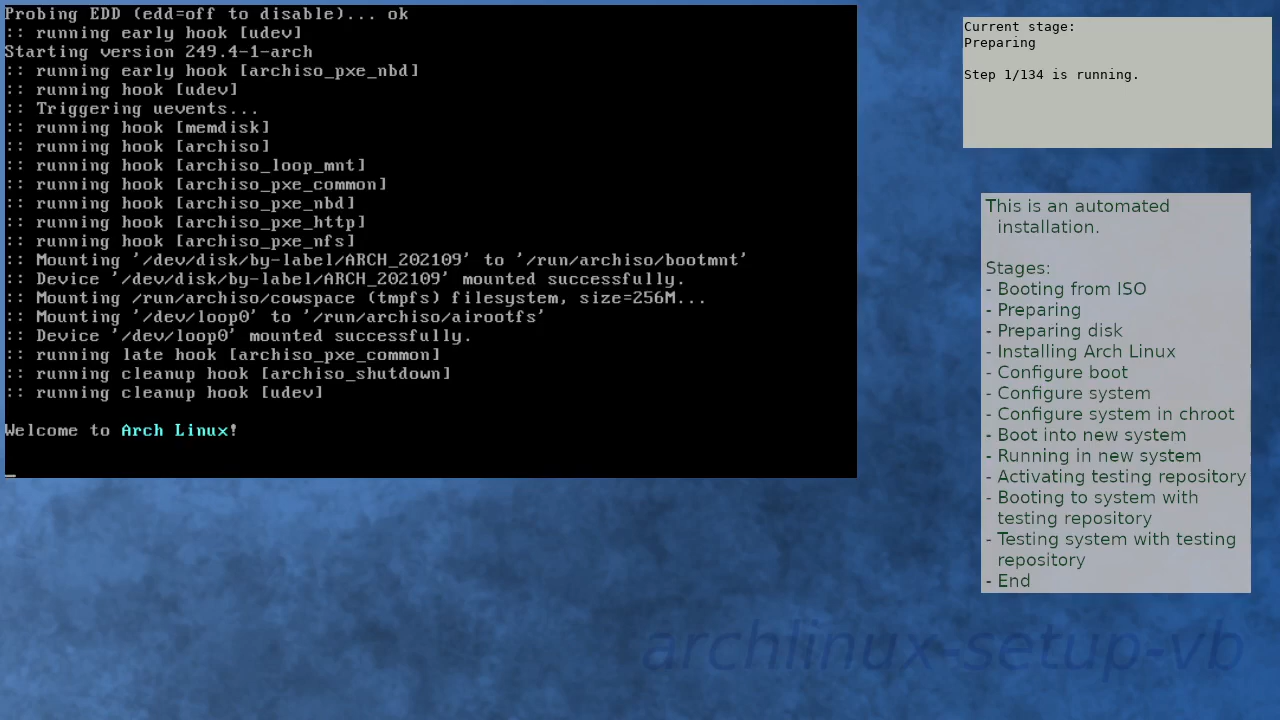 Probing EDD (edd=off to disable)... ok
:: running early hook [udev]
Starting version 249.4-1-arch
:: running early hook [archiso_pxe_nbd]
:: running hook [udev]
:: Triggering uevents...
:: running hook [memdisk]
:: running hook [archiso]
:: running hook [archiso_loop_mnt]
:: running hook [archiso_pxe_common]
:: running hook [archiso_pxe_nbd]
:: running hook [archiso_pxe_http]
:: running hook [archiso_pxe_nfs]
:: Mounting '/dev/disk/by-label/ARCH_202109' to '/run/archiso/bootmnt'
:: Device '/dev/disk/by-label/ARCH_202109' mounted successfully.
:: Mounting /run/archiso/cowspace (tmpfs) filesystem, size=256M...
:: Mounting '/dev/loop0' to '/run/archiso/airootfs'
:: Device '/dev/loop0' mounted successfully.
:: running late hook [archiso_pxe_common]
:: running cleanup hook [archiso_shutdown]
:: running cleanup hook [udev]
Welcome to Arch Linux!
Current stage:
Preparing
Step 1/134 is running.
This is an automated
installation.
Stages:
- Booting from ISO
- Preparing
- Preparing disk
- Installing Arch Linux
- Configure boot
- Configure system
- Configure system in chroot
- Boot into new system
- Running in new system
- Activating testing repository
- Booting to system with
testing repository
- Testing system with testing
repository
- End
archlinux-setup-vb